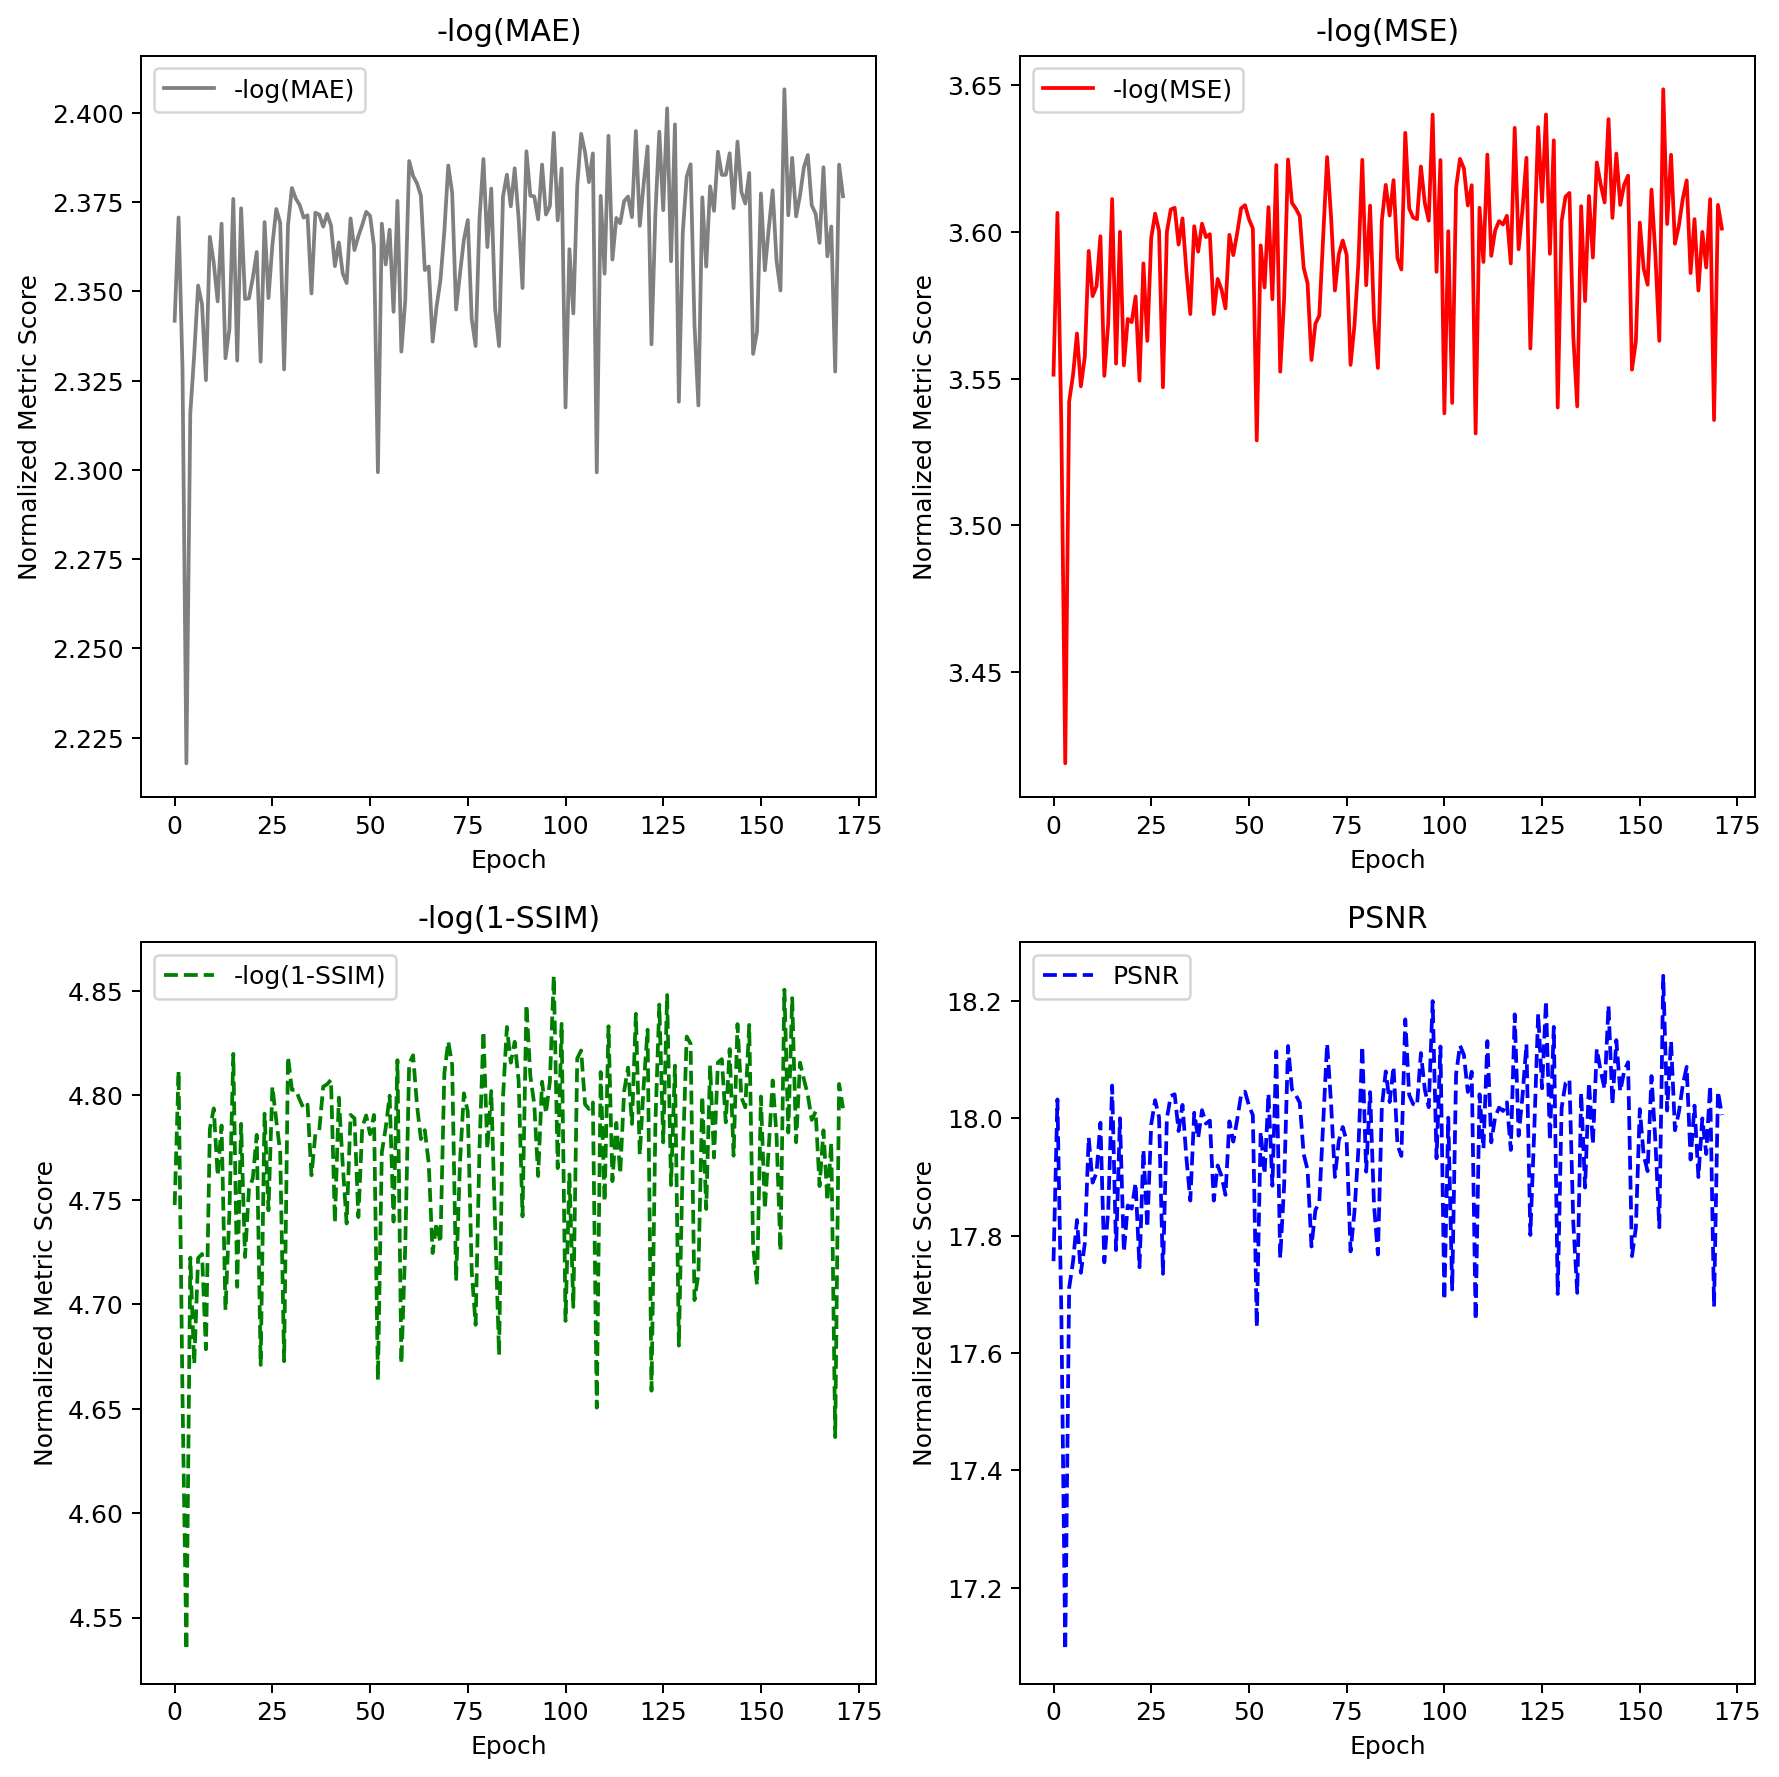 -log(MAE)
-log(MAE)
Normalized Metric Score
2.400
2.375
2.350
2.325
2.300
2.275
2.250
2.225
0 25 50 75 100 125 150 175
Epoch
-log(MSE)
-log(MSE)
Normalized Metric Score
3.65
3.60
3.55
3.50
3.45
0 25 50 75 100 125 150 175
Epoch
-log(1-SSIM)
-log(1-SSIM)
Normalized Metric Score
4.85
4.80
4.75
4.70
4.65
4.60
4.55
0 25 50 75 100 125 150 175
Epoch
PSNR
PSNR
Normalized Metric Score
18.2
18.0
17.8
17.6
17.4
17.2
0 25 50 75 100 125 150 175
Epoch